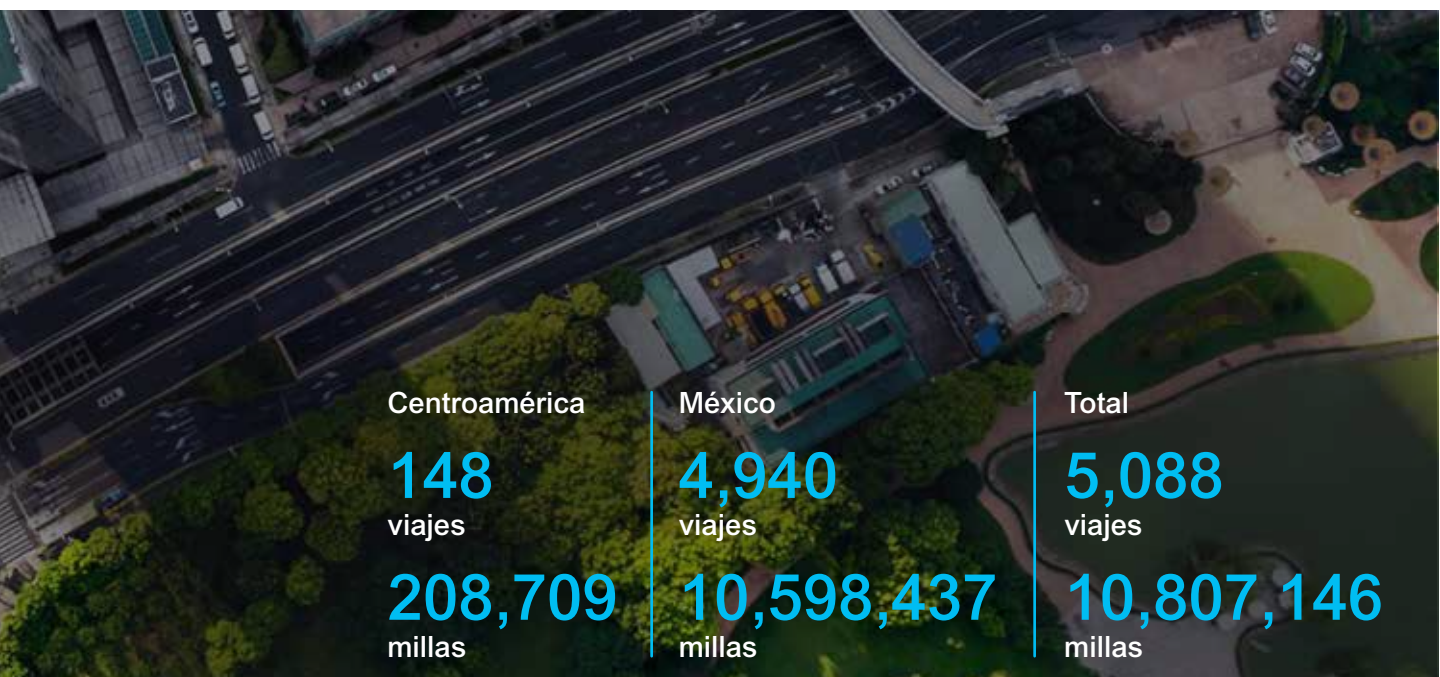 Centroamérica
148
viajes
208,709
millas
México
4,940
viajes
10,598,437
millas
Total
5,088
viajes
10,807,146
millas